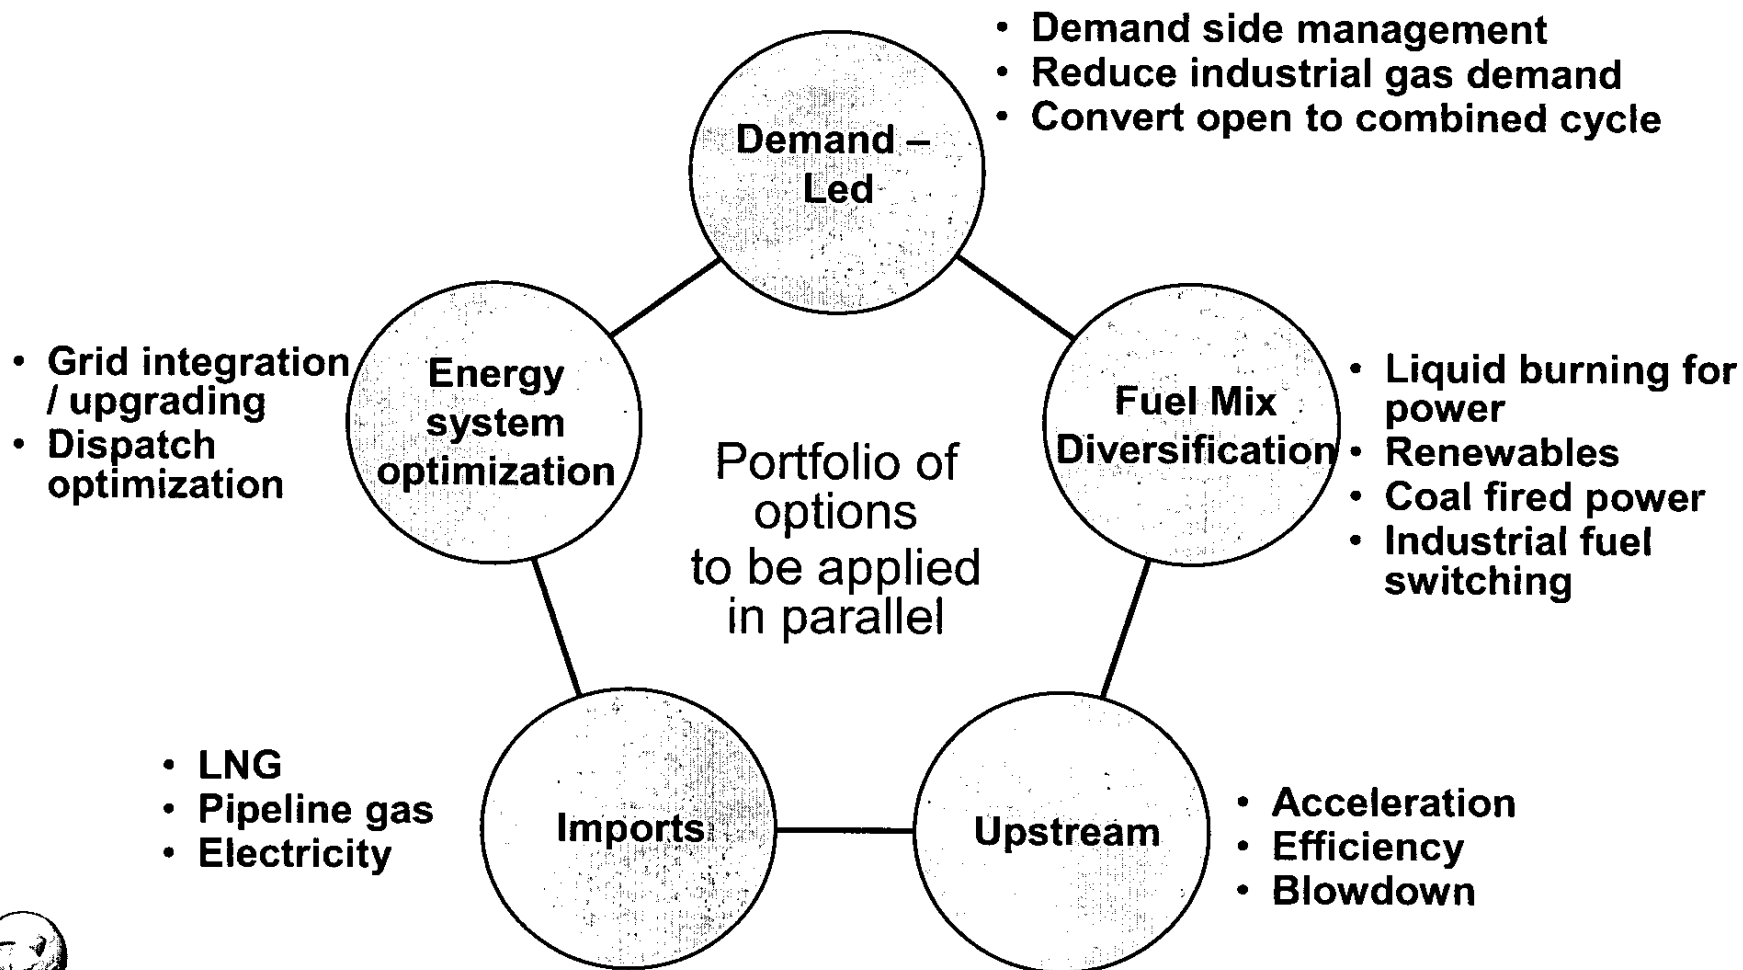 • Demand side management
• Reduce industrial gas demand
• Convert open to combined cycle
Demand –
Led
• Grid integration
/ upgrading
• Dispatch
optimization
Energy
system
optimization
Portfolio of
options
to be applied
in parallel
Fuel Mix
Diversification
• Liquid burning for
power
• Renewables
• Coal fired power
• Industrial fuel
switching
• LNG
• Pipeline gas
• Electricity
Imports
Upstream
• Acceleration
• Efficiency
• Blowdown